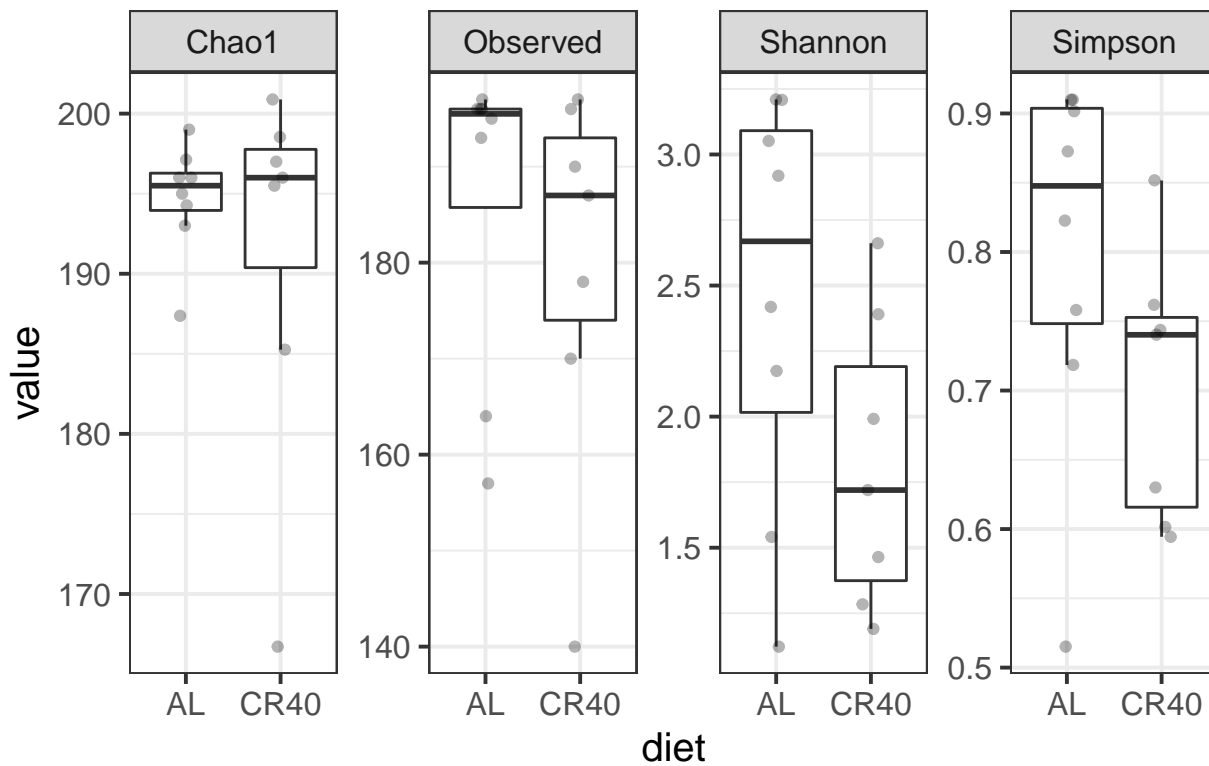 Chao1
Observed
Shannon
Simpson
value
200
190
180
170
180
160
140
3.0
2.5
2.0
1.5
0.9
0.8
0.7
0.6
0.5
AL CR40
AL CR40
AL CR40
AL CR40
diet